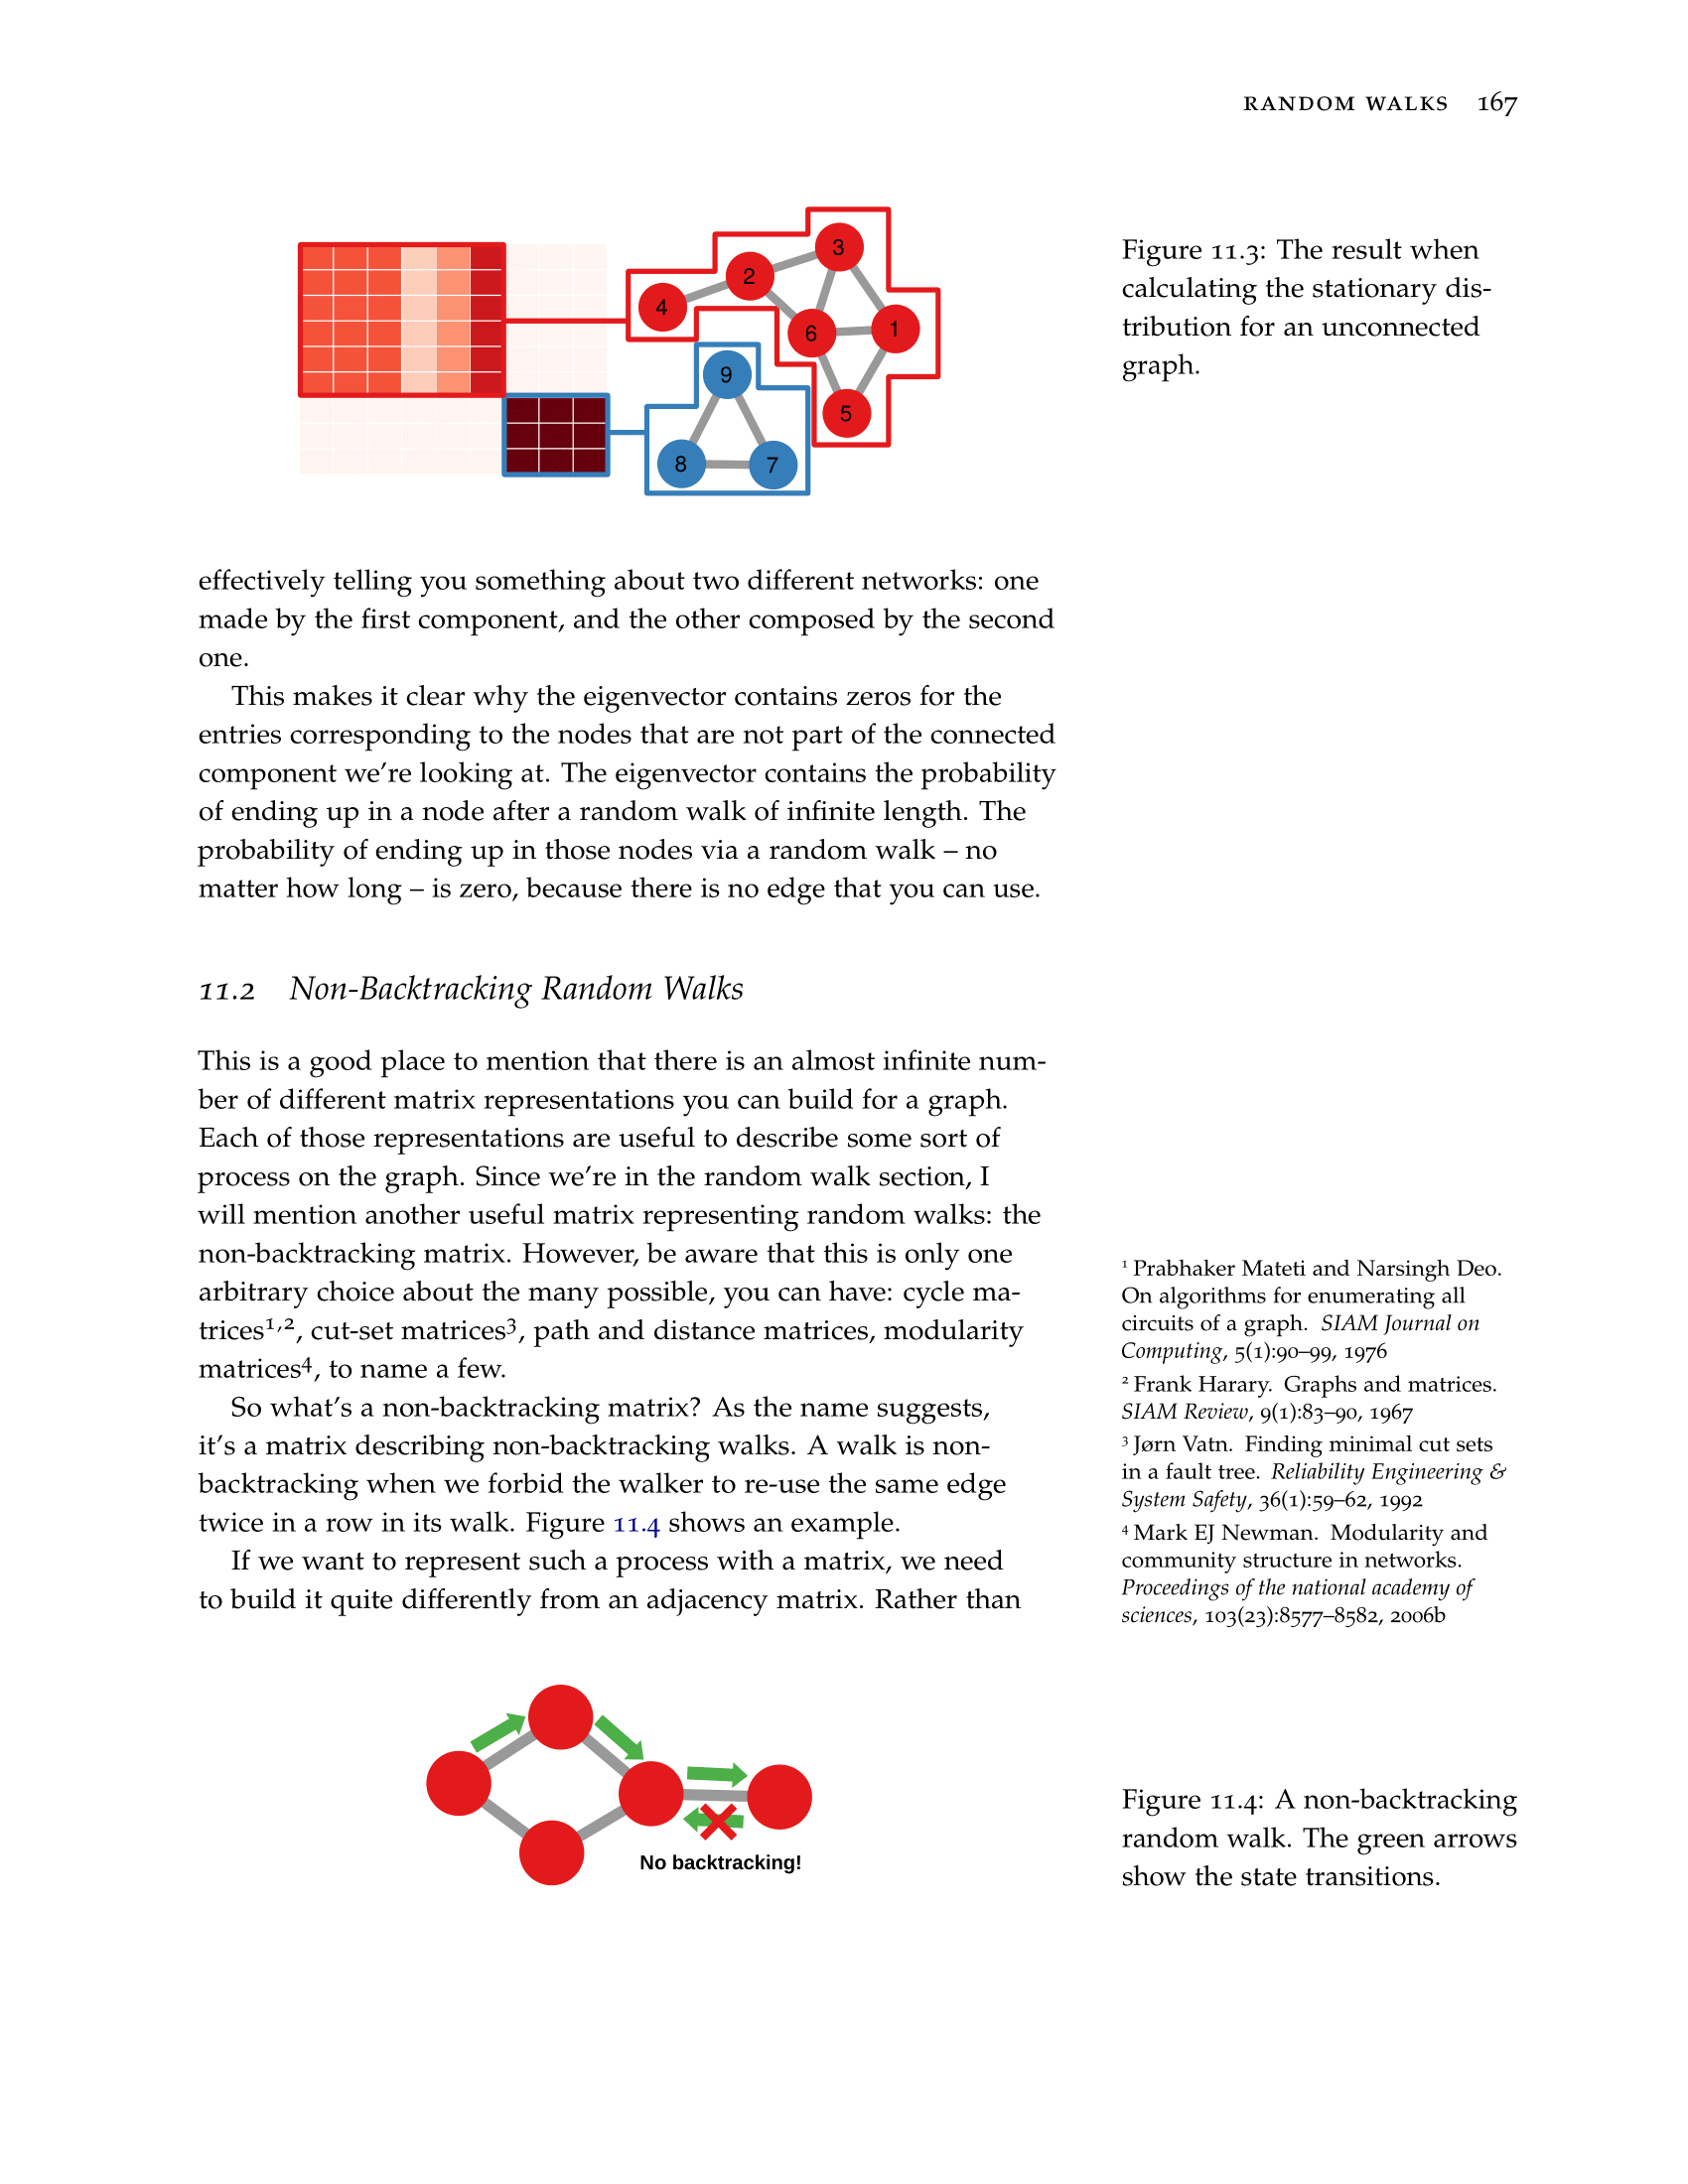 RANDOM WALKS 167
3
2
4
6
1
9
5
8
7
Figure 11.3: The result when
calculating the stationary dis-
tribution for an unconnected
graph.
effectively telling you something about two different networks: one
made by the first component, and the other composed by the second
one.
This makes it clear why the eigenvector contains zeros for the
entries corresponding to the nodes that are not part of the connected
component we're looking at. The eigenvector contains the probability
of ending up in a node after a random walk of infinite length. The
probability of ending up in those nodes via a random walk – no
matter how long – is zero, because there is no edge that you can use.
11.2 Non-Backtracking Random Walks
This is a good place to mention that there is an almost infinite num-
ber of different matrix representations you can build for a graph.
Each of those representations are useful to describe some sort of
process on the graph. Since we're in the random walk section, I
will mention another useful matrix representing random walks: the
non-backtracking matrix. However, be aware that this is only one
arbitrary choice about the many possible, you can have: cycle ma-
trices¹,², cut-set matrices³, path and distance matrices, modularity
matrices⁴, to name a few.
So what's a non-backtracking matrix? As the name suggests,
it's a matrix describing non-backtracking walks. A walk is non-
backtracking when we forbid the walker to re-use the same edge
twice in a row in its walk. Figure 11.4 shows an example.
If we want to represent such a process with a matrix, we need
to build it quite differently from an adjacency matrix. Rather than
¹ Prabhaker Mateti and Narsingh Deo.
On algorithms for enumerating all
circuits of a graph. SIAM Journal on
Computing, 5(1):90–99, 1976
² Frank Harary. Graphs and matrices.
SIAM Review, 9(1):83–90, 1967
³ Jørn Vatn. Finding minimal cut sets
in a fault tree. Reliability Engineering &
System Safety, 36(1):59–62, 1992
⁴ Mark EJ Newman. Modularity and
community structure in networks.
Proceedings of the national academy of
sciences, 103(23):8577–8582, 2006b
No backtracking!
Figure 11.4: A non-backtracking
random walk. The green arrows
show the state transitions.